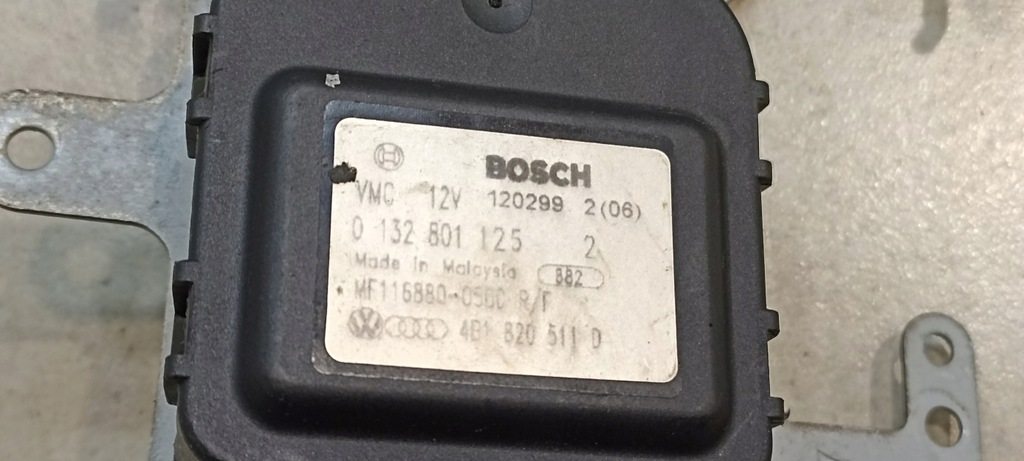 BOSCH
VMC 12V 120299 2(06)
0 132 801 125 2
Made in Malaysia 882
MF116880-0500 R/F
4B1 820 511 D